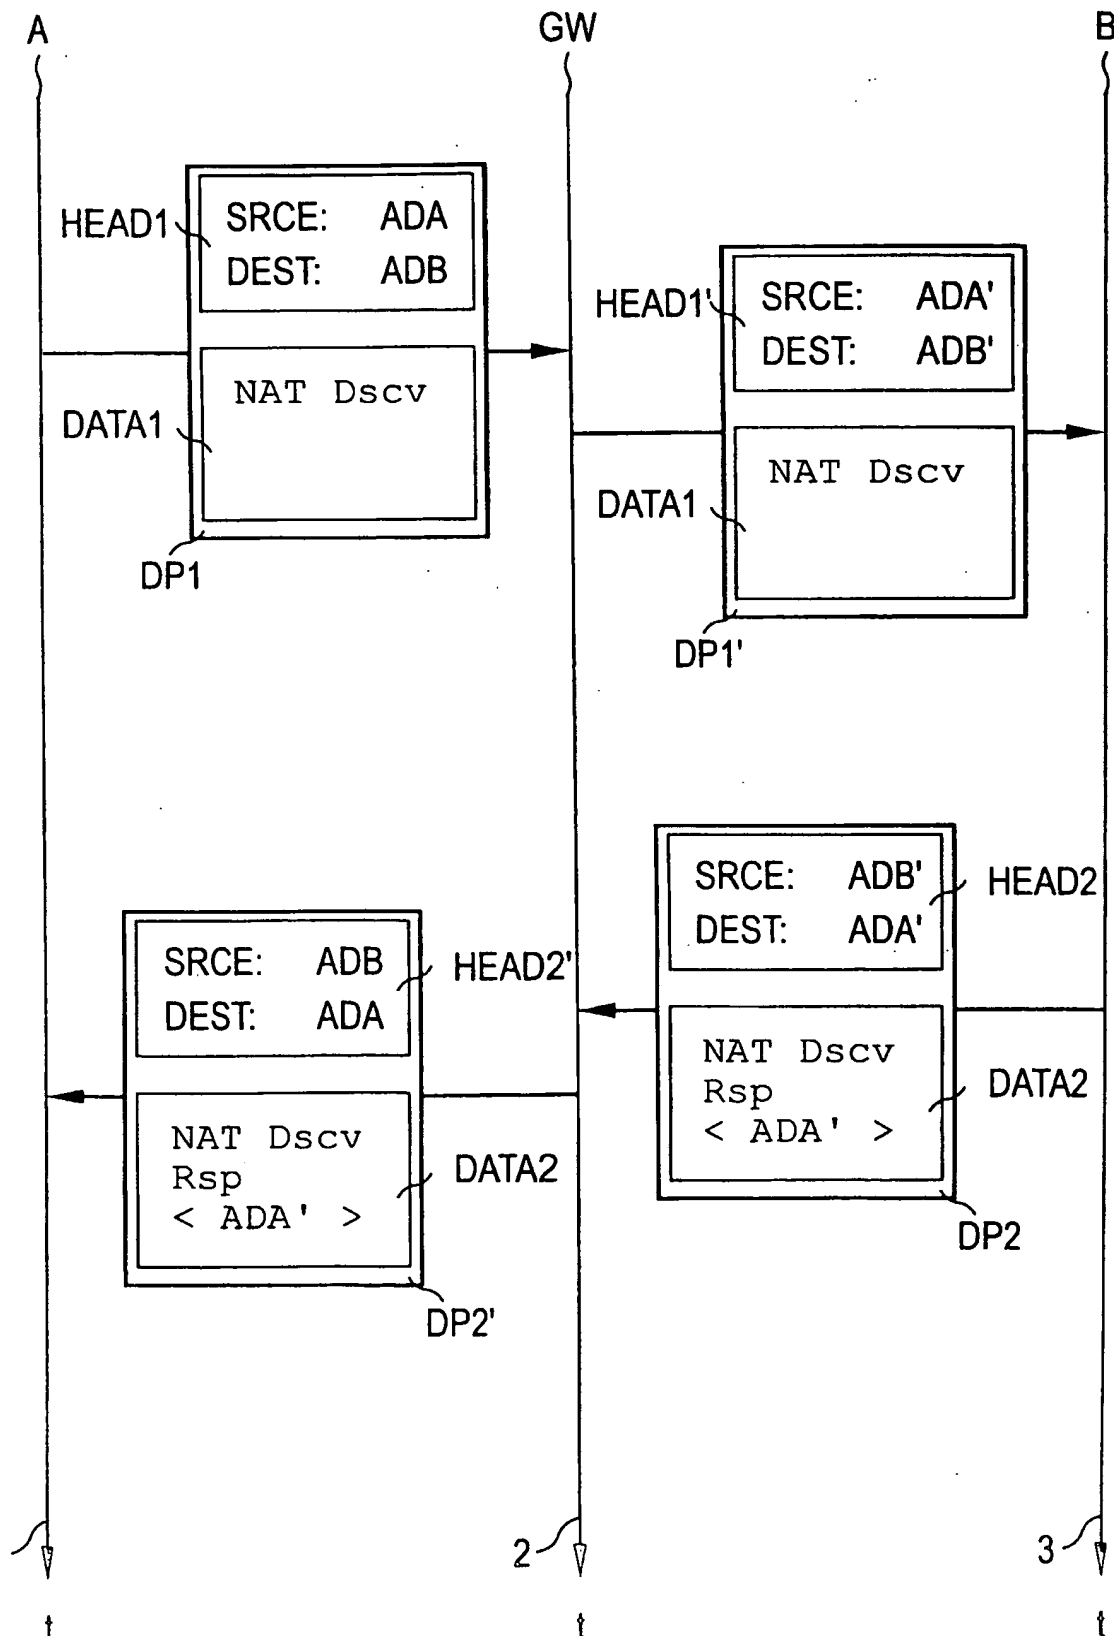 A
GW
B
HEAD1
SRCE: ADA
DEST: ADB
DATA1
NAT Dscv
DP1
HEAD1'
SRCE: ADA'
DEST: ADB'
DATA1
NAT Dscv
DP1'
SRCE: ADB'
DEST: ADA'
HEAD2
NAT Dscv
Rsp
< ADA' >
DATA2
DP2
SRCE: ADB
DEST: ADA
HEAD2'
NAT Dscv
Rsp
< ADA' >
DATA2
DP2'
2
3
t
t
t